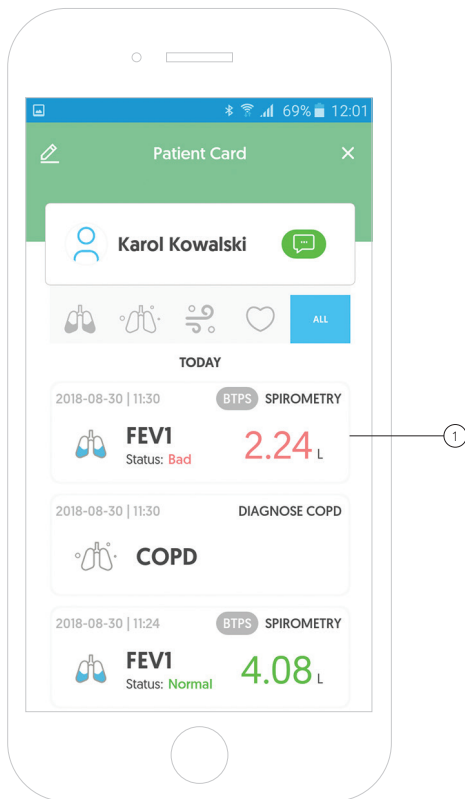 69% 12:01
Patient Card
Karol Kowalski
ALL
TODAY
2018-08-30 | 11:30 BTPS SPIROMETRY
FEV1 2.24 L
Status: Bad
1
2018-08-30 | 11:30 DIAGNOSE COPD
COPD
2018-08-30 | 11:24 BTPS SPIROMETRY
FEV1 4.08 L
Status: Normal